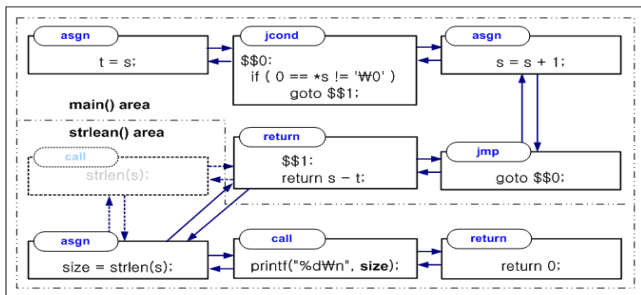 asgn
t = s;
jcond
$$0:
if ( 0 == *s != '₩0' )
goto $$1;
asgn
s = s + 1;
main() area
strlean() area
call
strlen(s);
return
$$1:
return s - t;
jmp
goto $$0;
asgn
size = strlen(s);
call
printf("%d₩n", size);
return
return 0;